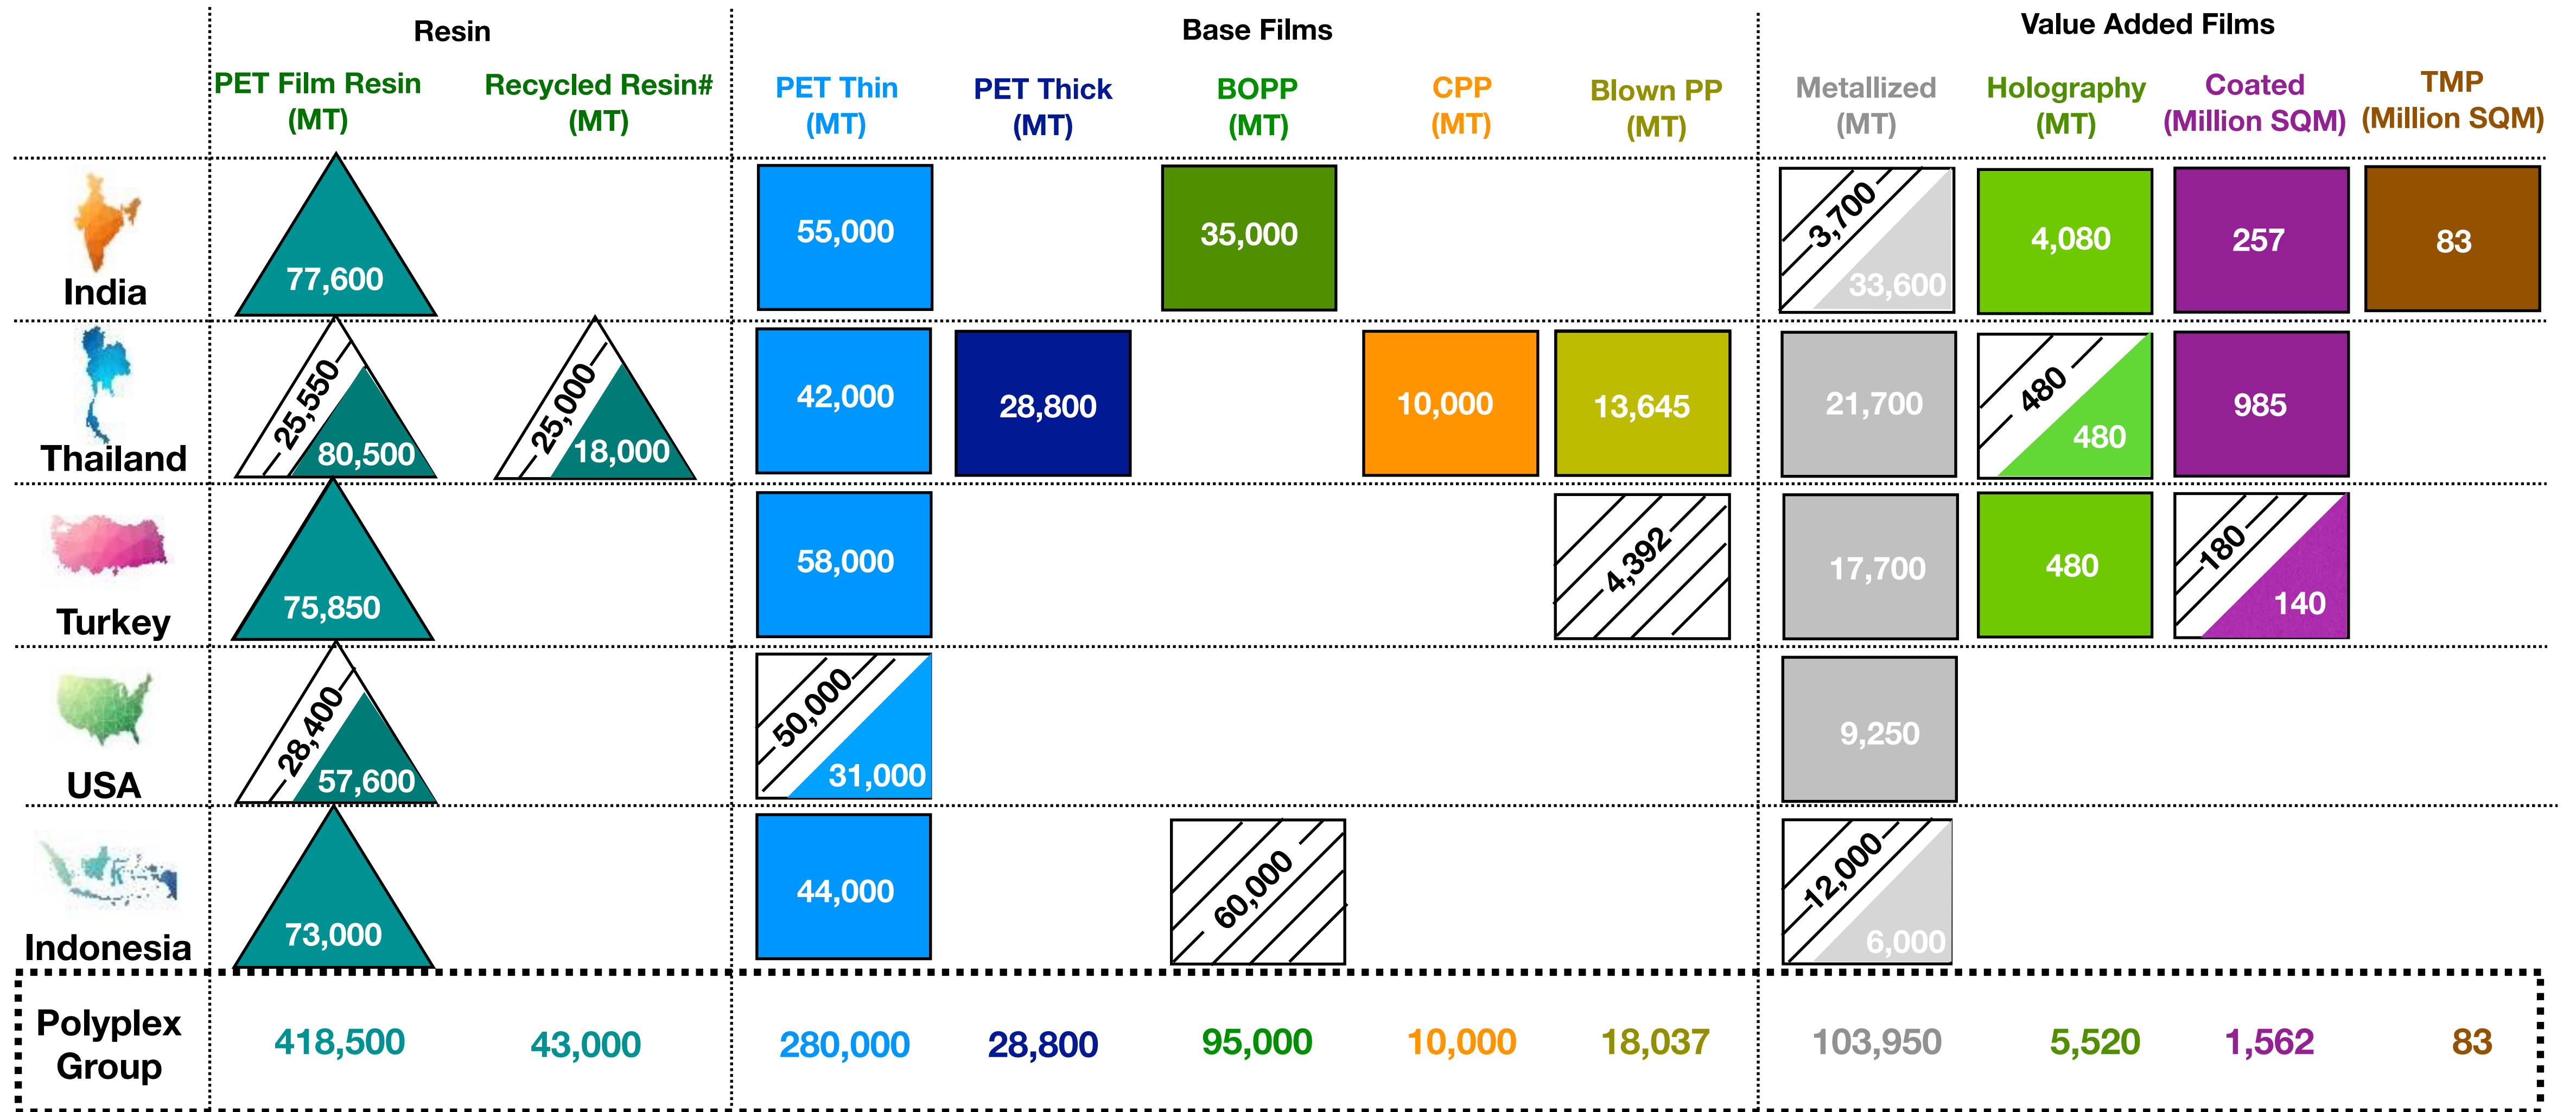 Resin
Base Films
Value Added Films
PET Film Resin
(MT)
Recycled Resin#
(MT)
PET Thin
(MT)
PET Thick
(MT)
BOPP
(MT)
CPP
(MT)
Blown PP
(MT)
Metallized
(MT)
Holography
(MT)
Coated
(Million SQM)
TMP
(Million SQM)
India
77,600
55,000
35,000
3,700
33,600
4,080
257
83
Thailand
25,550
80,500
25,000
18,000
42,000
28,800
10,000
13,645
21,700
480
480
985
Turkey
75,850
58,000
4,392
17,700
480
180
140
USA
28,400
57,600
50,000
31,000
9,250
Indonesia
73,000
44,000
60,000
12,000
6,000
Polyplex
Group
418,500
43,000
280,000
28,800
95,000
10,000
18,037
103,950
5,520
1,562
83